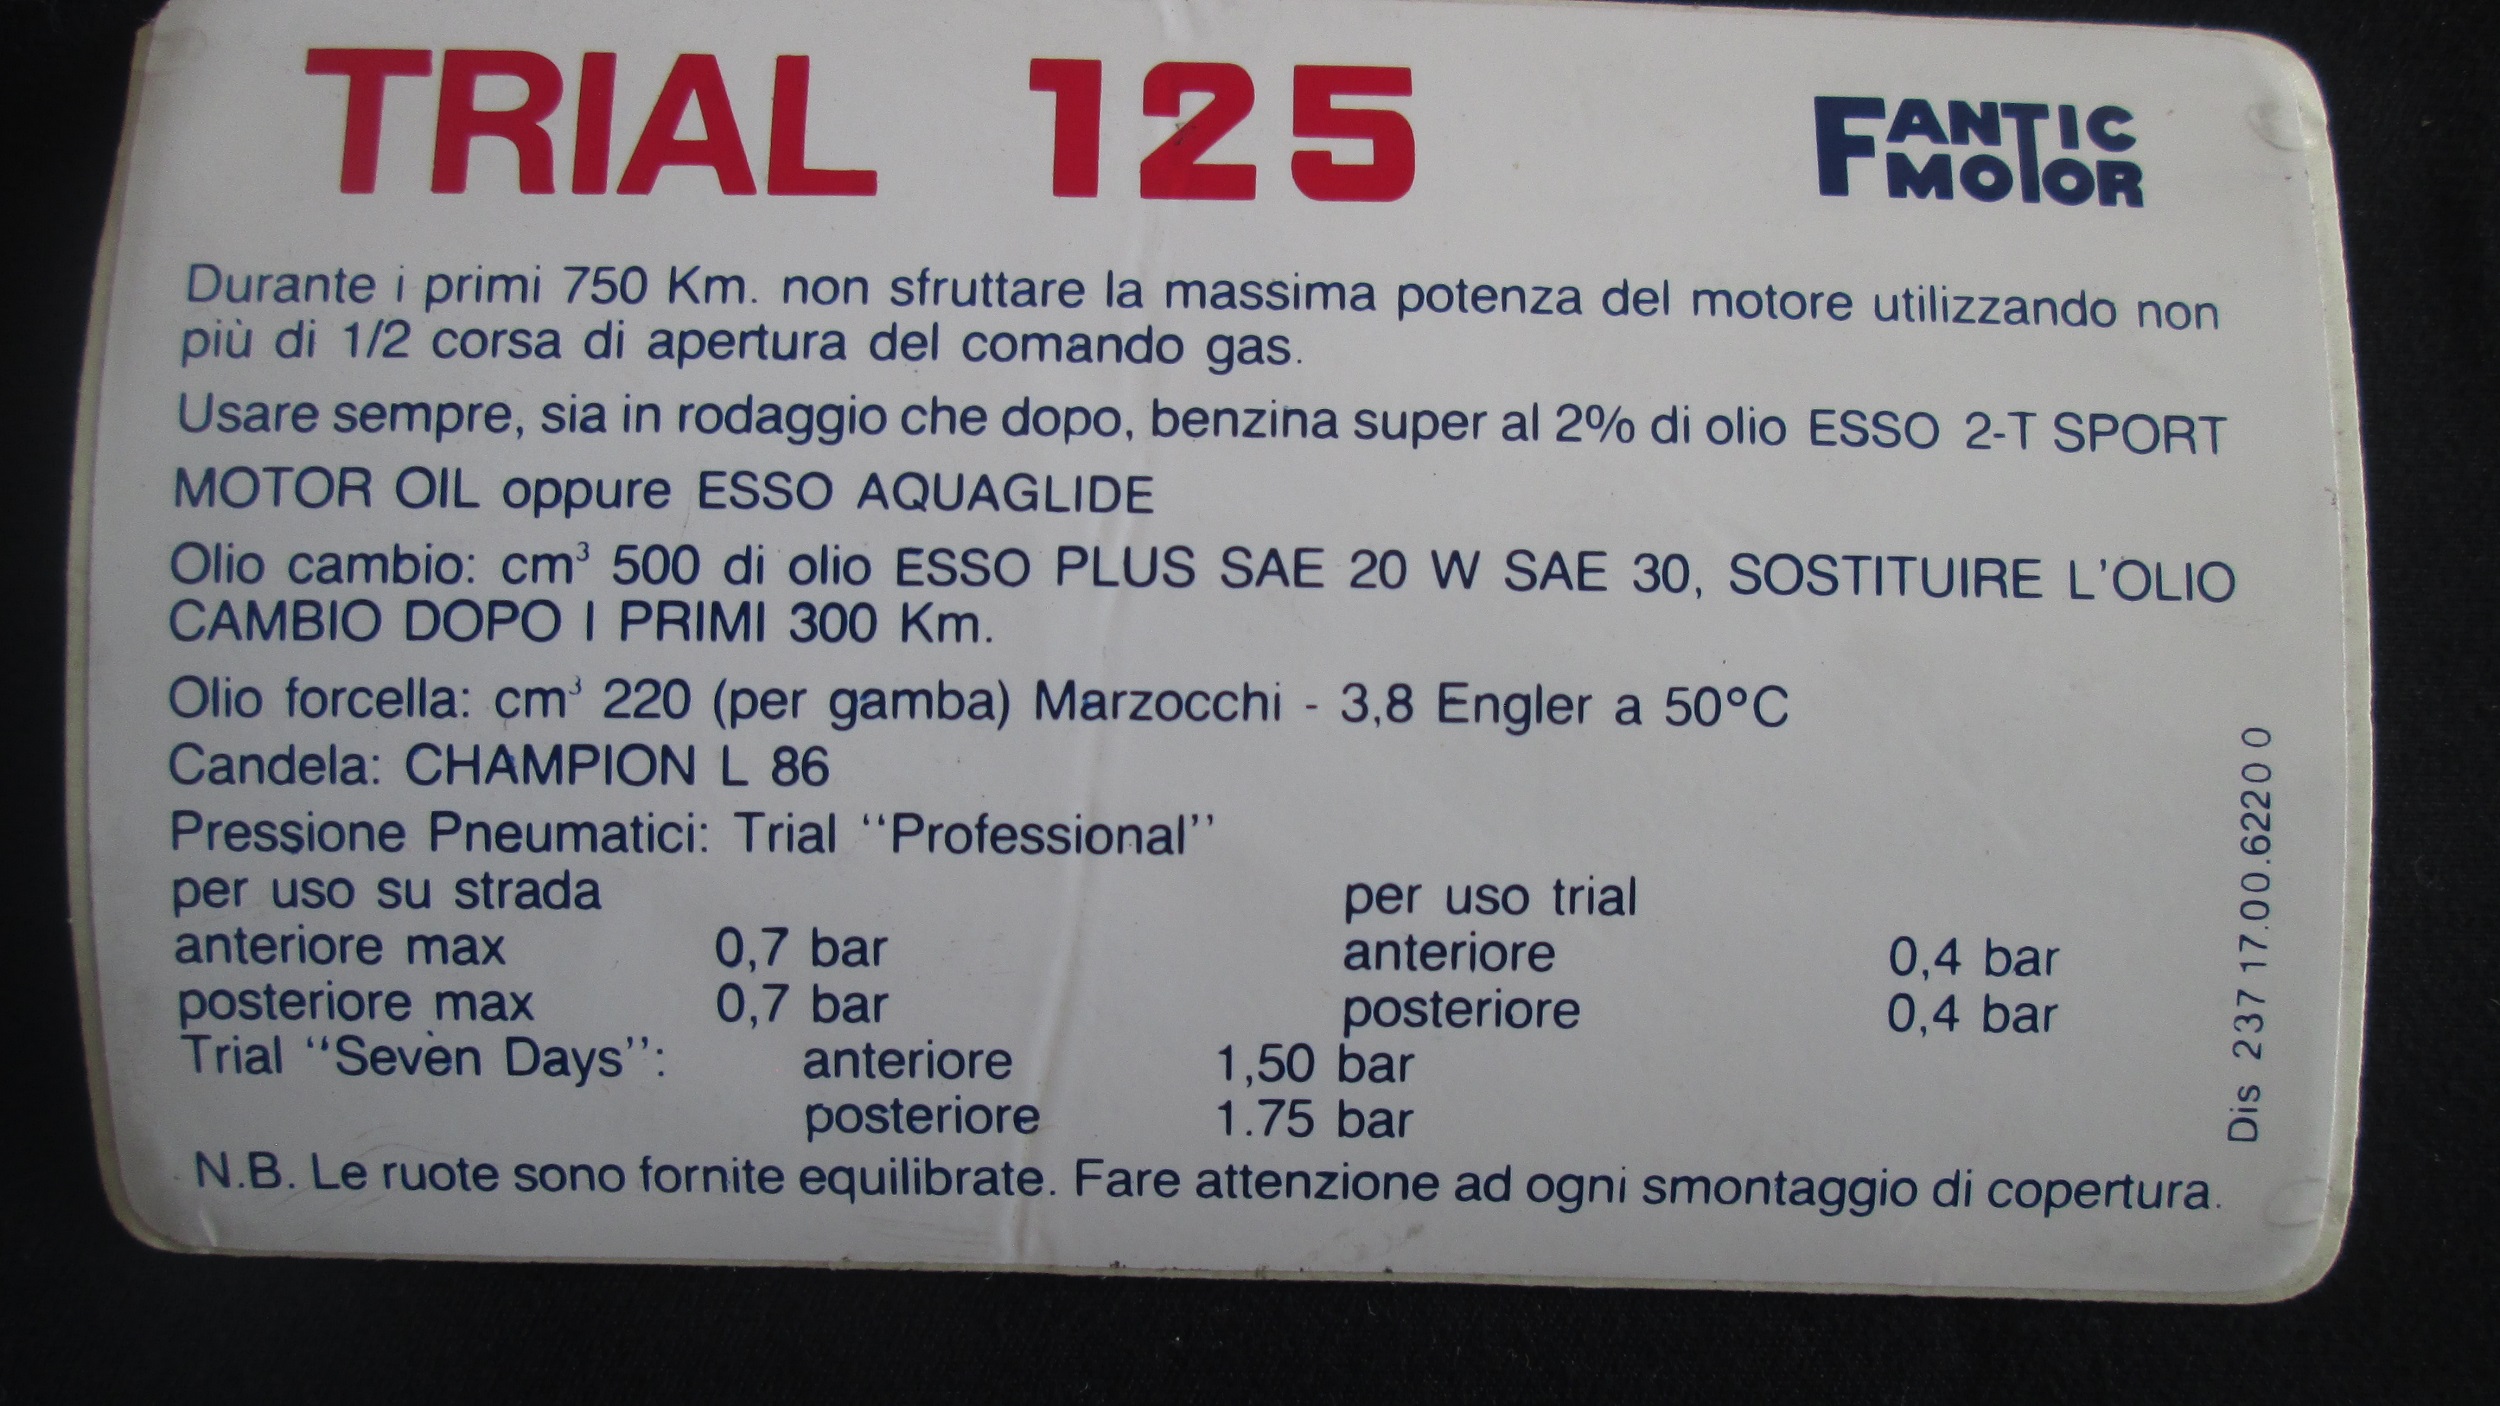 TRIAL 125
FANTIC MOTOR
Durante i primi 750 Km. non sfruttare la massima potenza del motore utilizzando non
più di 1/2 corsa di apertura del comando gas.
Usare sempre, sia in rodaggio che dopo, benzina super al 2% di olio ESSO 2-T SPORT
MOTOR OIL oppure ESSO AQUAGLIDE
Olio cambio: cm³ 500 di olio ESSO PLUS SAE 20 W SAE 30, SOSTITUIRE L'OLIO
CAMBIO DOPO I PRIMI 300 Km.
Olio forcella: cm³ 220 (per gamba) Marzocchi - 3,8 Engler a 50°C
Candela: CHAMPION L 86
Pressione Pneumatici: Trial "Professional"
per uso su strada per uso trial
anteriore max 0,7 bar anteriore 0,4 bar
posteriore max 0,7 bar posteriore 0,4 bar
Trial "Seven Days": anteriore 1,50 bar
posteriore 1.75 bar
N.B. Le ruote sono fornite equilibrate. Fare attenzione ad ogni smontaggio di copertura.
Dis 237 17.00.6220 0